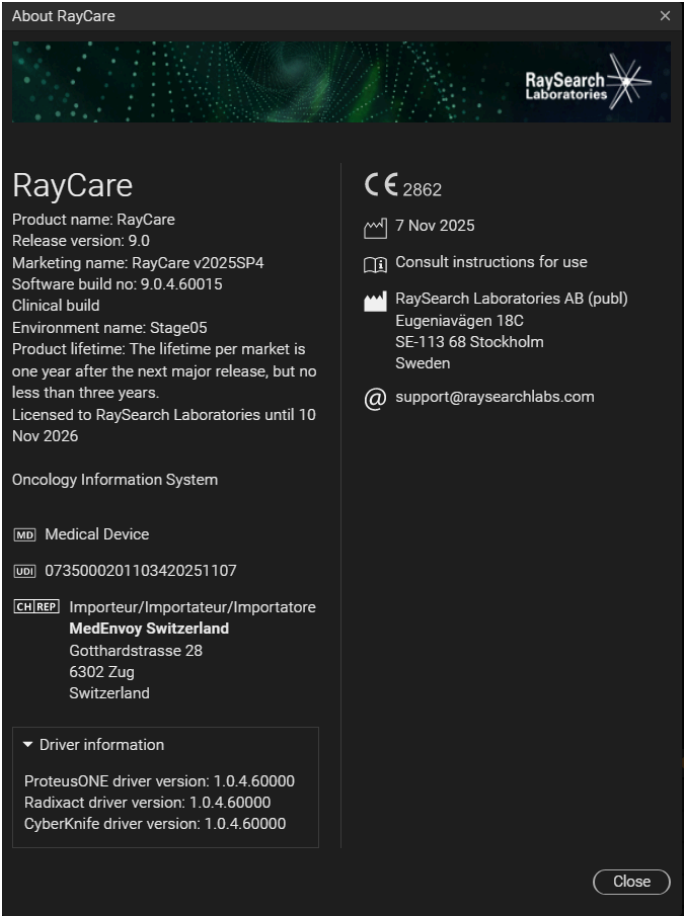 About RayCare
RaySearch
Laboratories
RayCare
Product name: RayCare
Release version: 9.0
Marketing name: RayCare v2025SP4
Software build no: 9.0.4.60015
Clinical build
Environment name: Stage05
Product lifetime: The lifetime per market is
one year after the next major release, but no
less than three years.
Licensed to RaySearch Laboratories until 10
Nov 2026
Oncology Information System
MD Medical Device
UDI 0735000201103420251107
CH REP Importeur/Importateur/Importatore
MedEnvoy Switzerland
Gotthardstrasse 28
6302 Zug
Switzerland
Driver information
ProteusONE driver version: 1.0.4.60000
Radixact driver version: 1.0.4.60000
CyberKnife driver version: 1.0.4.60000
CE 2862
7 Nov 2025
Consult instructions for use
RaySearch Laboratories AB (publ)
Eugeniavägen 18C
SE-113 68 Stockholm
Sweden
@ support@raysearchlabs.com
Close